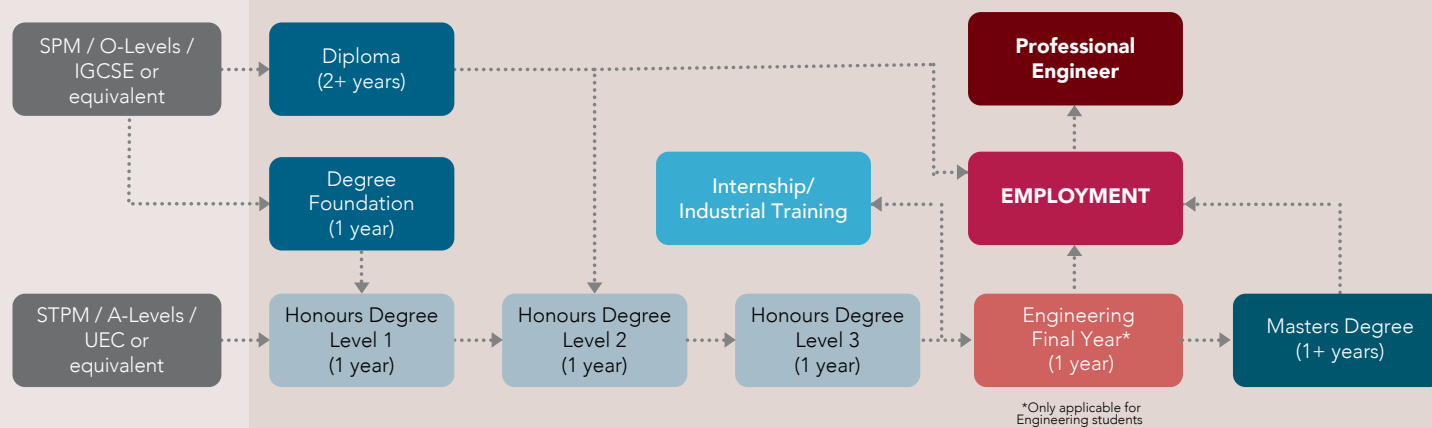 SPM / O-Levels /
IGCSE or
equivalent
Diploma
(2+ years)
Professional
Engineer
Degree
Foundation
(1 year)
Internship/
Industrial Training
EMPLOYMENT
STPM / A-Levels /
UEC or
equivalent
Honours Degree
Level 1
(1 year)
Honours Degree
Level 2
(1 year)
Honours Degree
Level 3
(1 year)
Engineering
Final Year*
(1 year)
Masters Degree
(1+ years)
*Only applicable for
Engineering students